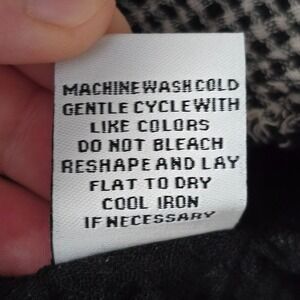 MACHINE WASH COLD
GENTLE CYCLE WITH
LIKE COLORS
DO NOT BLEACH
RESHAPE AND LAY
FLAT TO DRY
COOL IRON
IF NECESSARY